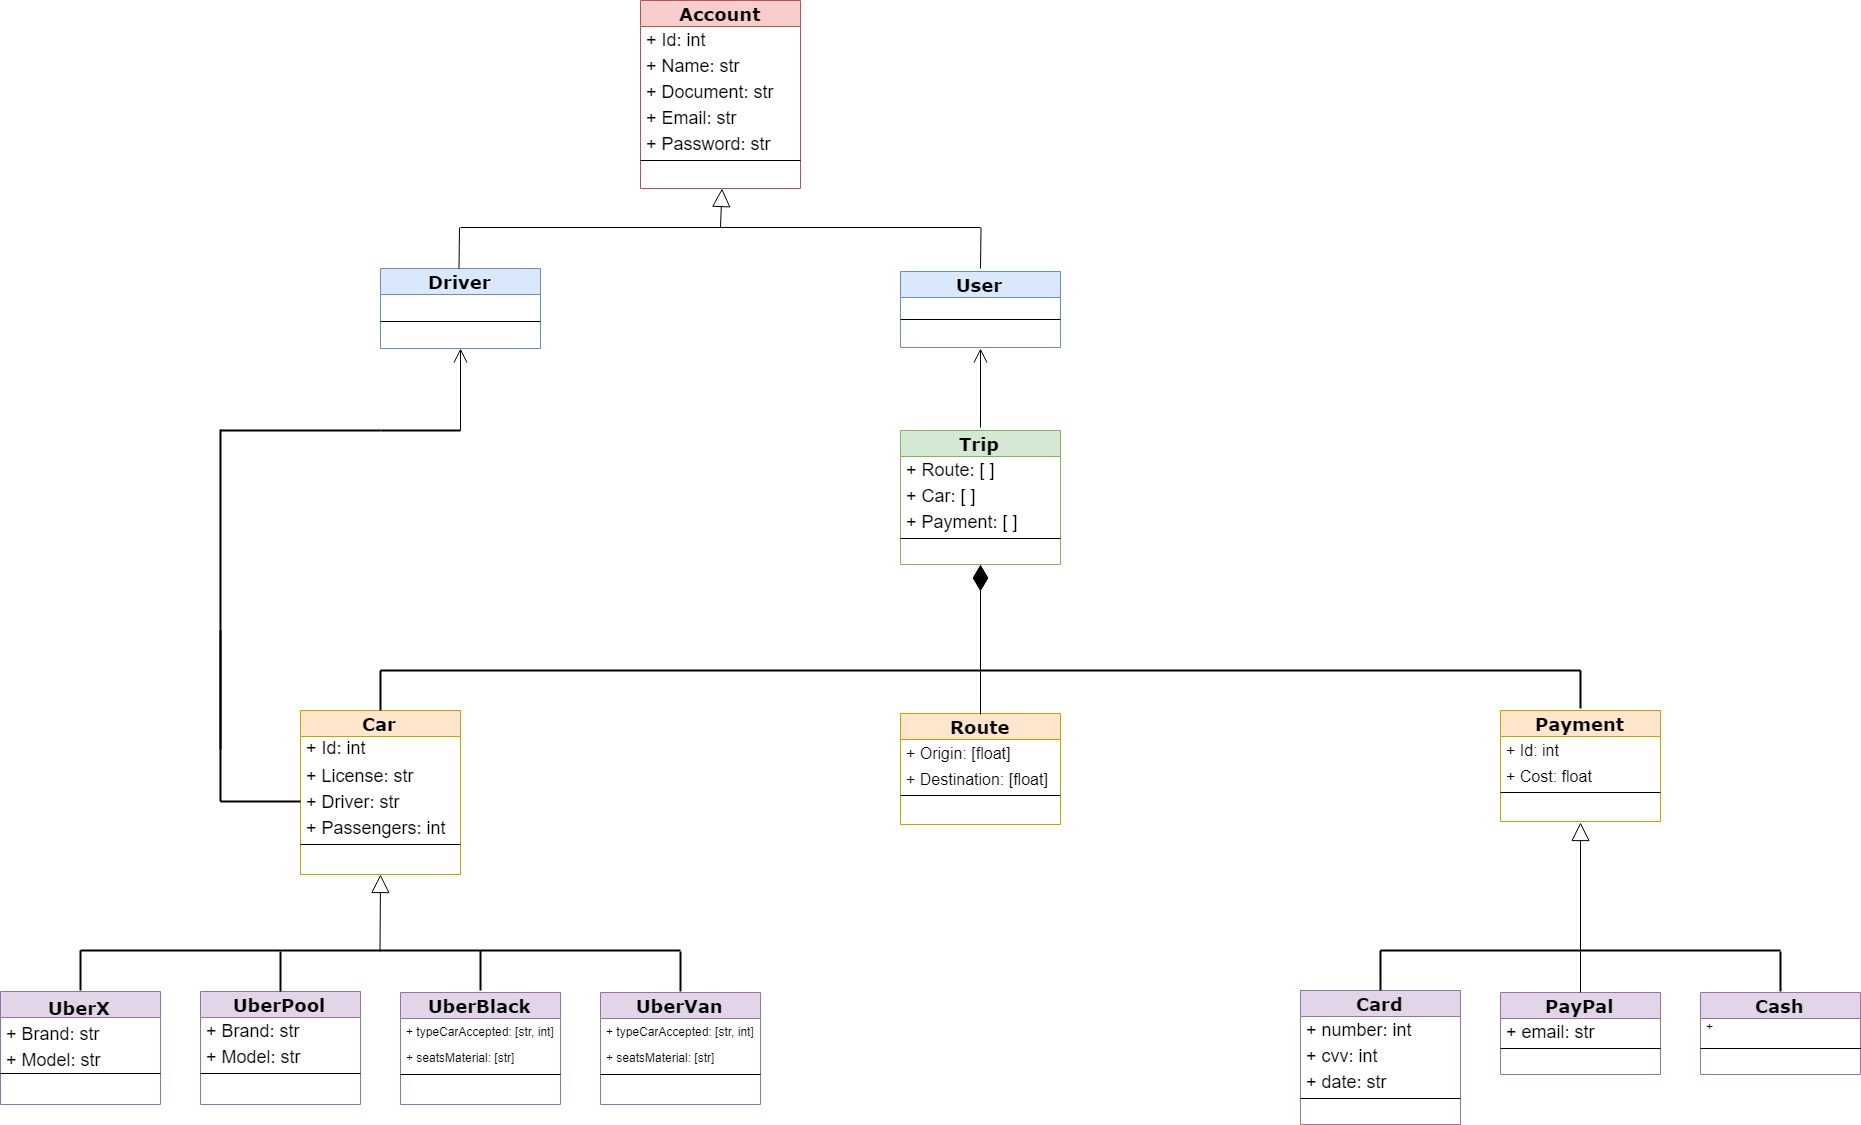 Account
+ Id: int
+ Name: str
+ Document: str
+ Email: str
+ Password: str
Driver
User
Trip
+ Route: [ ]
+ Car: [ ]
+ Payment: [ ]
Car
+ Id: int
+ License: str
+ Driver: str
+ Passengers: int
Route
+ Origin: [float]
+ Destination: [float]
Payment
+ Id: int
+ Cost: float
UberX
+ Brand: str
+ Model: str
UberPool
+ Brand: str
+ Model: str
UberBlack
+ typeCarAccepted: [str, int]
+ seatsMaterial: [str]
UberVan
+ typeCarAccepted: [str, int]
+ seatsMaterial: [str]
Card
+ number: int
+ cvv: int
+ date: str
PayPal
+ email: str
Cash
+